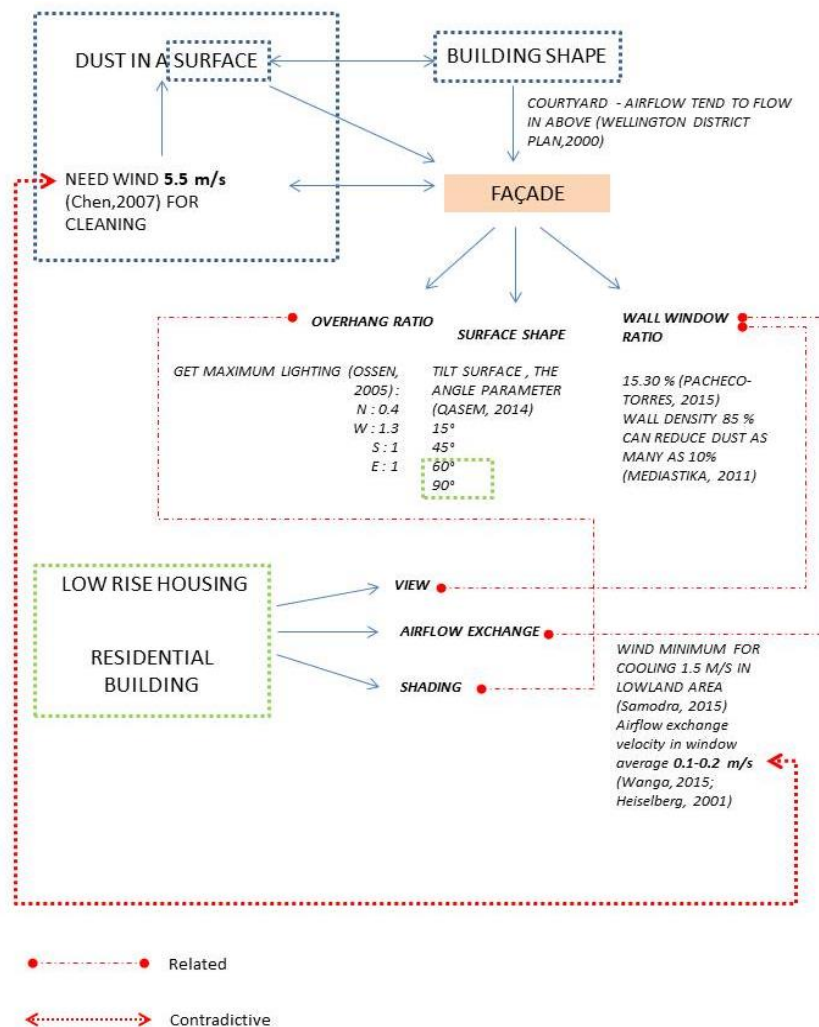 DUST IN A SURFACE
BUILDING SHAPE
COURTYARD - AIRFLOW TEND TO FLOW
IN ABOVE (WELLINGTON DISTRICT
PLAN,2000)
NEED WIND 5.5 m/s
(Chen,2007) FOR
CLEANING
FAÇADE
OVERHANG RATIO
GET MAXIMUM LIGHTING (OSSEN,
2005) :
N : 0.4
W : 1.3
S : 1
E : 1
SURFACE SHAPE
TILT SURFACE , THE
ANGLE PARAMETER
(QASEM, 2014)
15°
45°
60°
90°
WALL WINDOW
RATIO
15.30 % (PACHECO-
TORRES, 2015)
WALL DENSITY 85 %
CAN REDUCE DUST AS
MANY AS 10%
(MEDIASTIKA, 2011)
LOW RISE HOUSING
RESIDENTIAL
BUILDING
VIEW
AIRFLOW EXCHANGE
SHADING
WIND MINIMUM FOR
COOLING 1.5 M/S IN
LOWLAND AREA
(Samodra, 2015)
Airflow exchange
velocity in window
average 0.1-0.2 m/s
(Wanga, 2015;
Heiselberg, 2001)
Related
Contradictive